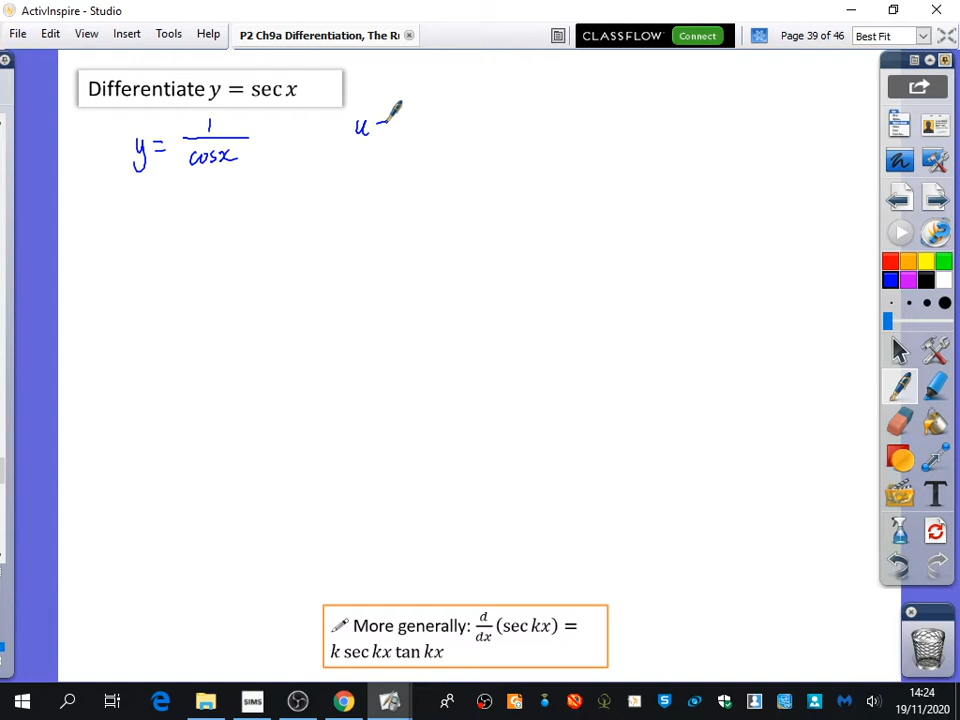 ActivInspire - Studio
File Edit View Insert Tools Help
P2 Ch9a Differentiation, The Rr
CLASSFLOW Connect
Page 39 of 46
Best Fit
Differentiate y = sec x
y = 1/cosx
u =
More generally: d/dx (sec kx) =
k sec kx tan kx
SIMS
14:24
19/11/2020